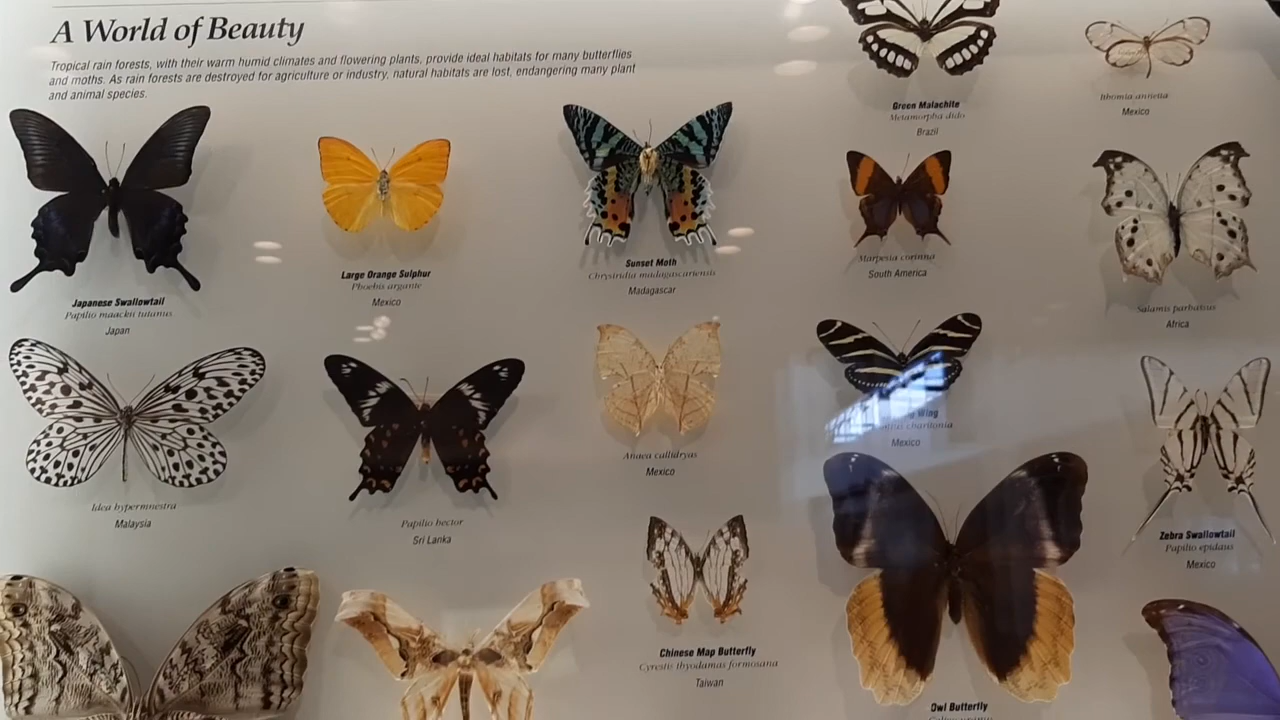 A World of Beauty
Tropical rain forests, with their warm humid climates and flowering plants, provide ideal habitats for many butterflies
and moths. As rain forests are destroyed for agriculture or industry, natural habitats are lost, endangering many plant
and animal species.
Green Malachite
Metamorpha dido
Brazil
Mexico
Japanese Swallowtail
Papilio maackii tutanus
Japan
Large Orange Sulphur
Phoebis argante
Mexico
Sunset Moth
Chrysiridia madagascariensis
Madagascar
Marpesia corinna
South America
Salamis parhassus
Africa
Idea hypermnestra
Malaysia
Papilio hector
Sri Lanka
Anaea callidryas
Mexico
Wing
charitonia
Mexico
Zebra Swallowtail
Papilio epidaus
Mexico
Chinese Map Butterfly
Cyrestis thyodamas formosana
Taiwan
Owl Butterfly